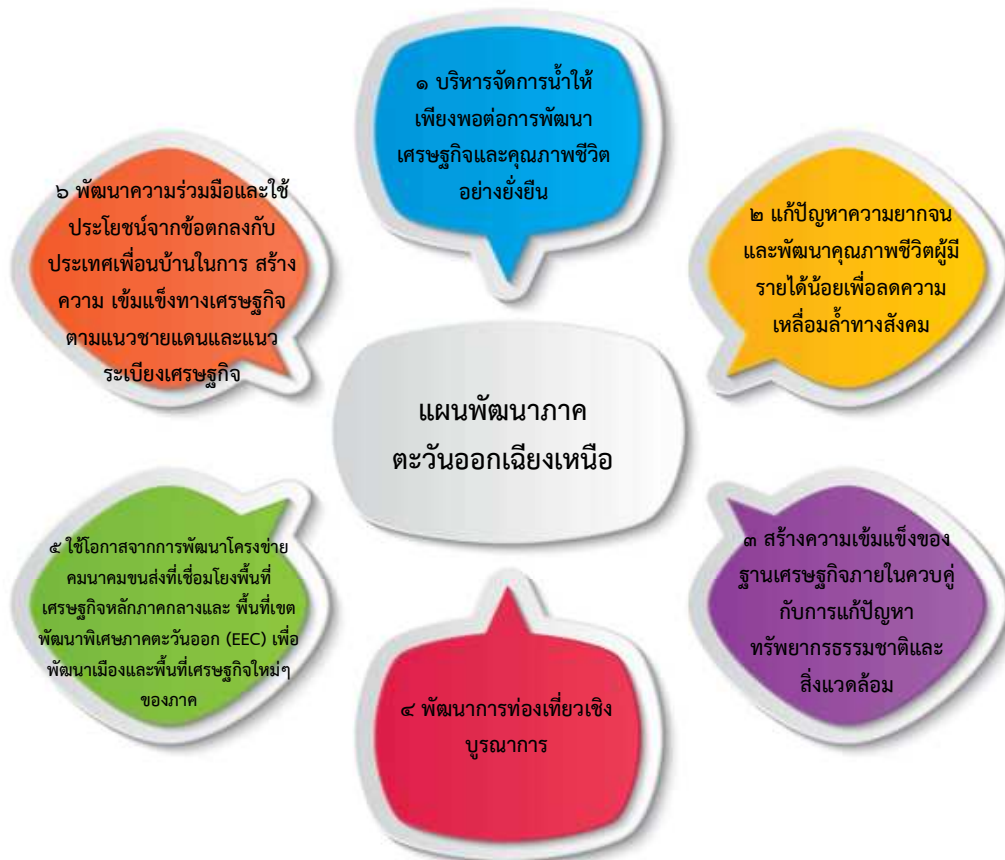 ๑ บริหารจัดการน้ำให้
เพียงพอต่อการพัฒนา
เศรษฐกิจและคุณภาพชีวิต
อย่างยั่งยืน
๒ แก้ปัญหาความยากจน
และพัฒนาคุณภาพชีวิตผู้มี
รายได้น้อยเพื่อลดความ
เหลื่อมล้ำทางสังคม
๓ สร้างความเข้มแข็งของ
ฐานเศรษฐกิจภายในควบคู่
กับการแก้ปัญหา
ทรัพยากรธรรมชาติและ
สิ่งแวดล้อม
๔ พัฒนาการท่องเที่ยวเชิง
บูรณาการ
๕ ใช้โอกาสจากการพัฒนาโครงข่าย
คมนาคมขนส่งที่เชื่อมโยงพื้นที่
เศรษฐกิจหลักภาคกลางและ พื้นที่เขต
พัฒนาพิเศษภาคตะวันออก (EEC) เพื่อ
พัฒนาเมืองและพื้นที่เศรษฐกิจใหม่ๆ
ของภาค
๖ พัฒนาความร่วมมือและใช้
ประโยชน์จากข้อตกลงกับ
ประเทศเพื่อนบ้านในการ สร้าง
ความ เข้มแข็งทางเศรษฐกิจ
ตามแนวชายแดนและแนว
ระเบียงเศรษฐกิจ
แผนพัฒนาภาค
ตะวันออกเฉียงเหนือ